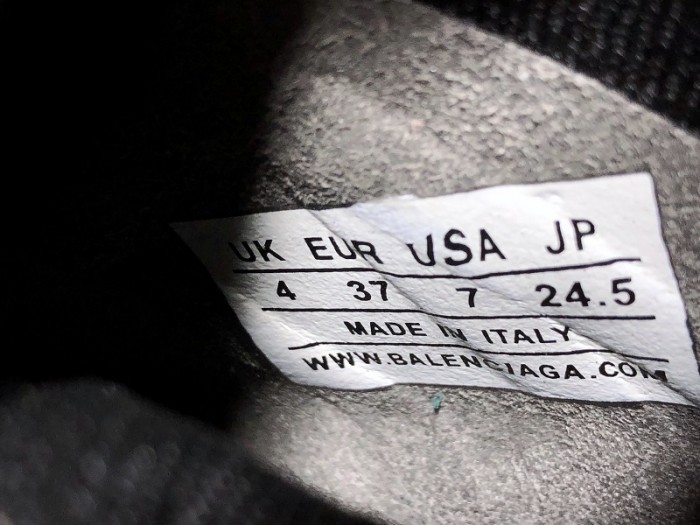 UK EUR USA JP
4 37 7 24.5
MADE IN ITALY
WWW.BALENCIAGA.COM